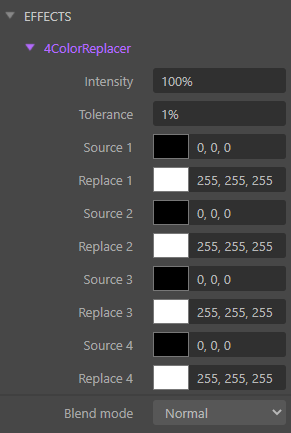 EFFECTS
4ColorReplacer
Intensity 100%
Tolerance 1%
Source 1 0, 0, 0
Replace 1 255, 255, 255
Source 2 0, 0, 0
Replace 2 255, 255, 255
Source 3 0, 0, 0
Replace 3 255, 255, 255
Source 4 0, 0, 0
Replace 4 255, 255, 255
Blend mode Normal